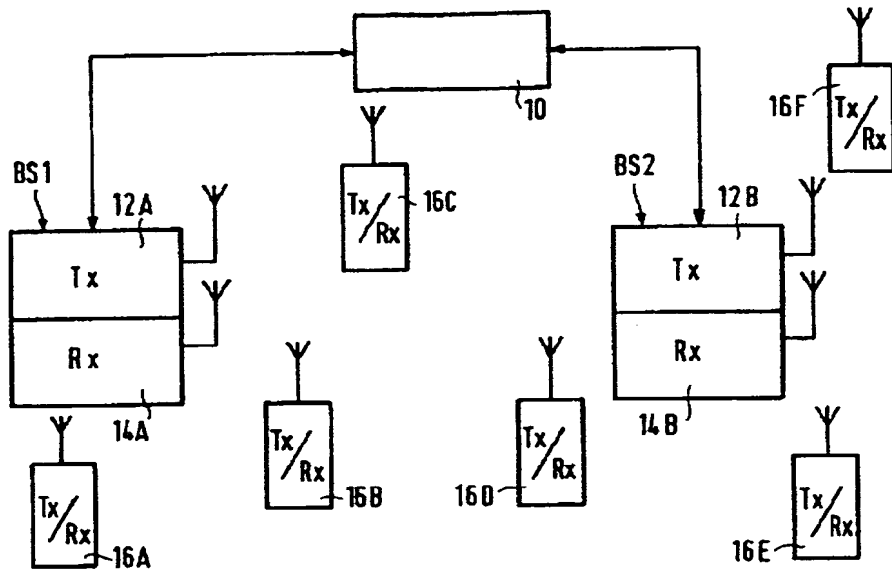 10
16F
Tx/Rx
BS1
12A
Tx
Rx
14A
16C
Tx/Rx
BS2
12B
Tx
Rx
14B
Tx/Rx
16A
Tx/Rx
16B
Tx/Rx
16D
Tx/Rx
16E